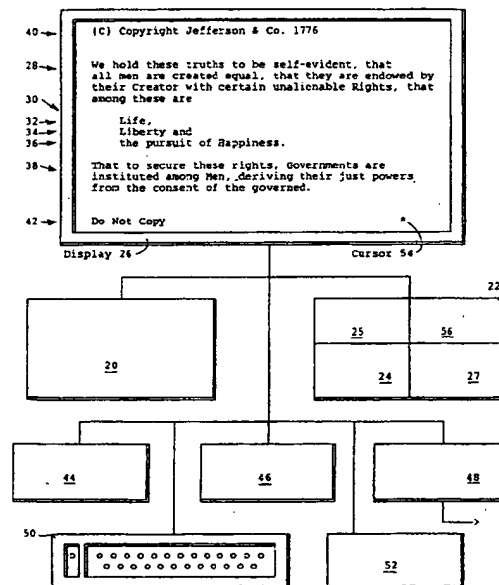 40 (C) Copyright Jefferson & Co. 1776
28 We hold these truths to be self-evident, that
all men are created equal, that they are endowed by
their Creator with certain unalienable Rights, that
30 among these are
32 Life,
34 Liberty and
36 the pursuit of Happiness.
38 That to secure these rights, Governments are
instituted among Men, deriving their just powers
from the consent of the governed.
42 Do Not Copy *
Display 26 Cursor 54
22
20 25 56
24 27
44 46 48
50 52